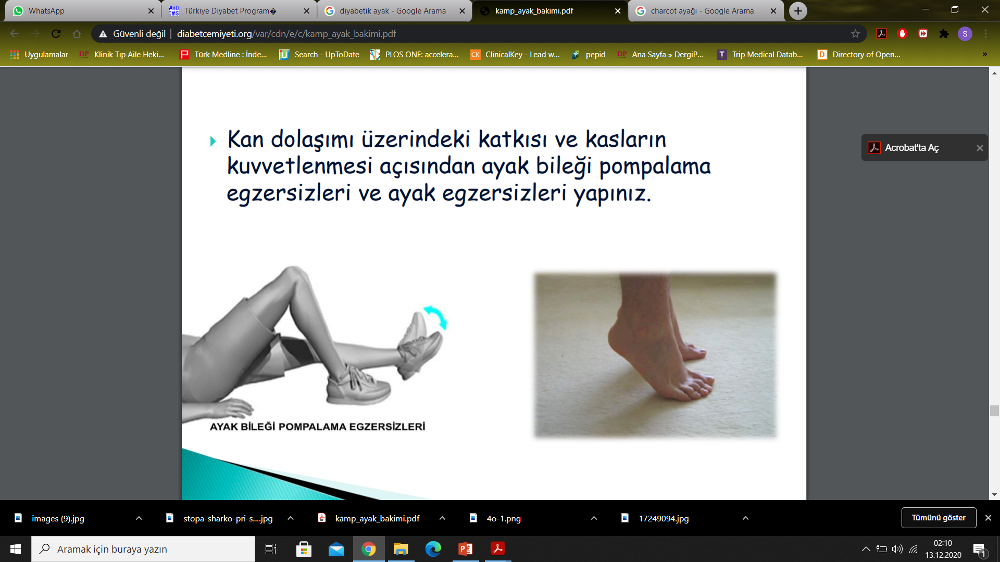 WhatsApp
Türkiye Diyabet Program�
diyabetik ayak - Google Arama
kamp_ayak_bakimi.pdf
charcot ayağı - Google Arama
Güvenli değil | diabetcemiyeti.org/var/cdn/e/c/kamp_ayak_bakimi.pdf
S
Uygulamalar
DP Klinik Tıp Aile Heki...
Türk Medline : İnde...
Search - UpToDate
PLOS ONE: accelera...
CK ClinicalKey - Lead w...
pepid
DP Ana Sayfa » DergiP...
T Trip Medical Datab...
D Directory of Open...
»
Kan dolaşımı üzerindeki katkısı ve kasların
kuvvetlenmesi açısından ayak bileği pompalama
egzersizleri ve ayak egzersizleri yapınız.
Acrobat'ta Aç
AYAK BİLEĞİ POMPALAMA EGZERSİZLERİ
images (9).jpg
stopa-sharko-pri-s....jpg
kamp_ayak_bakimi.pdf
4o-1.png
17249094.jpg
Tümünü göster
Aramak için buraya yazın
02:10
13.12.2020
1